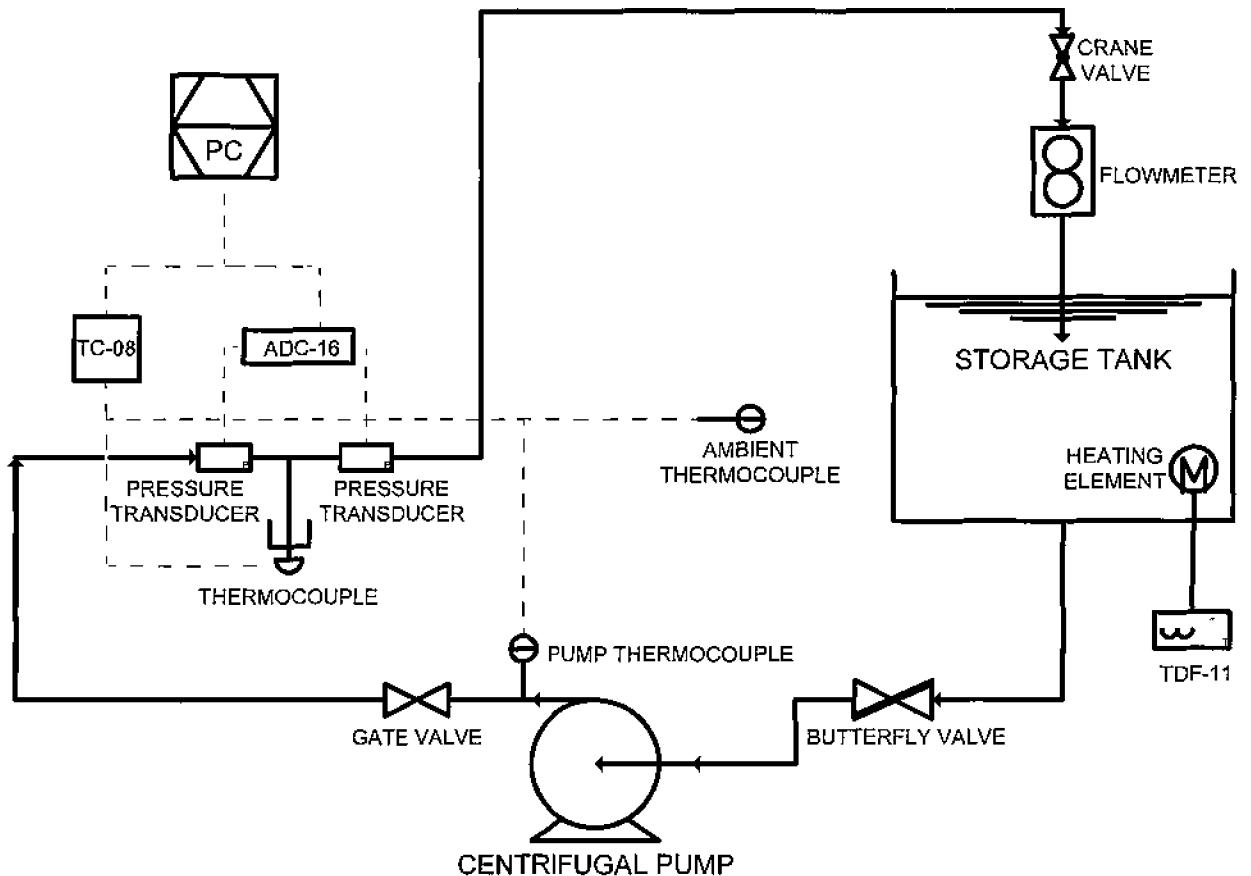 CRANE
VALVE
PC
FLOWMETER
TC-08
ADC-16
STORAGE TANK
AMBIENT
THERMOCOUPLE
HEATING
ELEMENT
PRESSURE
TRANSDUCER
PRESSURE
TRANSDUCER
THERMOCOUPLE
PUMP THERMOCOUPLE
TDF-11
GATE VALVE
BUTTERFLY VALVE
CENTRIFUGAL PUMP